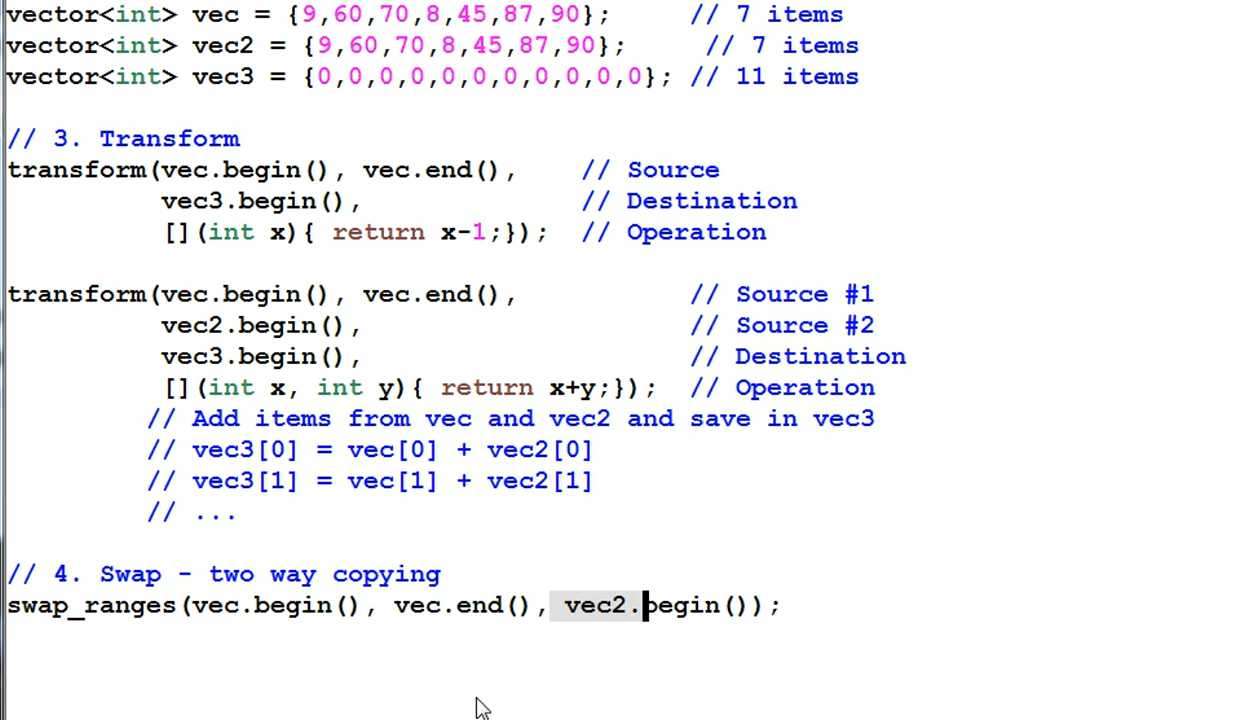 vector<int> vec = {9,60,70,8,45,87,90};     // 7 items
vector<int> vec2 = {9,60,70,8,45,87,90};     // 7 items
vector<int> vec3 = {0,0,0,0,0,0,0,0,0,0,0}; // 11 items
// 3. Transform
transform(vec.begin(), vec.end(),    // Source
          vec3.begin(),              // Destination
          [](int x){ return x-1;});  // Operation
transform(vec.begin(), vec.end(),           // Source #1
          vec2.begin(),                     // Source #2
          vec3.begin(),                     // Destination
          [](int x, int y){ return x+y;});  // Operation
         // Add items from vec and vec2 and save in vec3
         // vec3[0] = vec[0] + vec2[0]
         // vec3[1] = vec[1] + vec2[1]
         // ...
// 4. Swap - two way copying
swap_ranges(vec.begin(), vec.end(), vec2.begin());